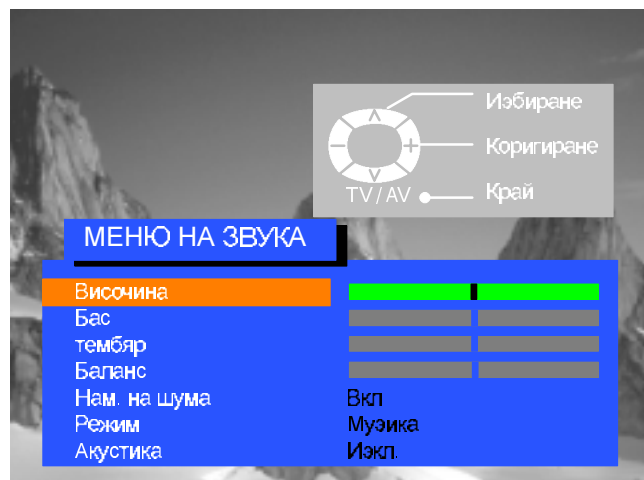 Иэбиране
Коригиране
TV/AV Край
МЕНЮ НА ЗВУКА
Височина
Бас
тембяр
Баланс
Нам. на шума Вкл
Режим Муэика
Акустика Иэкл.